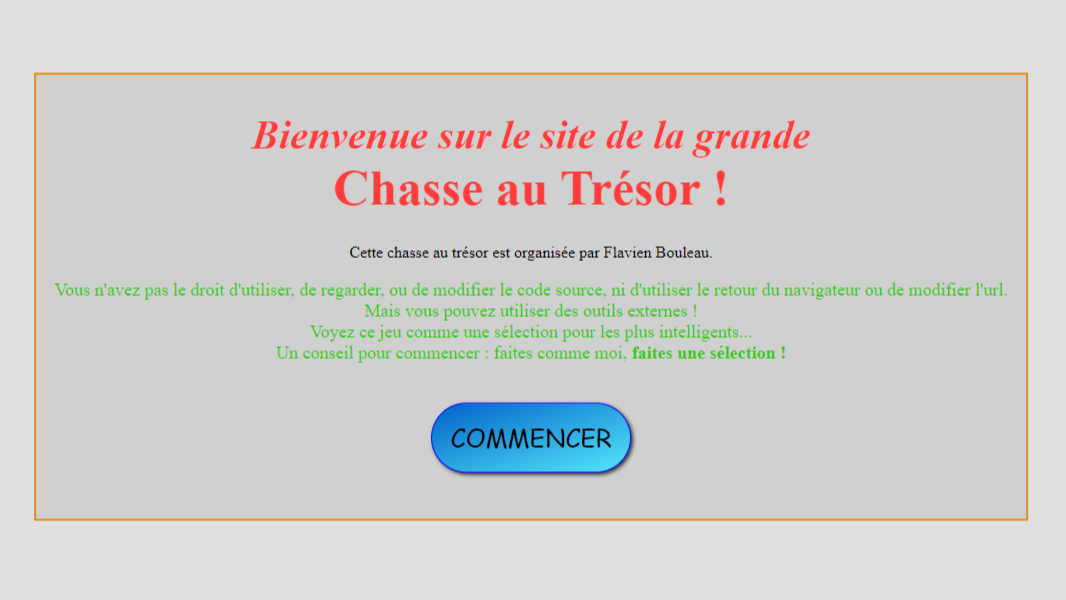 Bienvenue sur le site de la grande
Chasse au Trésor !
Cette chasse au trésor est organisée par Flavien Bouleau.
Vous n'avez pas le droit d'utiliser, de regarder, ou de modifier le code source, ni d'utiliser le retour du navigateur ou de modifier l'url.
Mais vous pouvez utiliser des outils externes !
Voyez ce jeu comme une sélection pour les plus intelligents...
Un conseil pour commencer : faites comme moi, faites une sélection !
COMMENCER